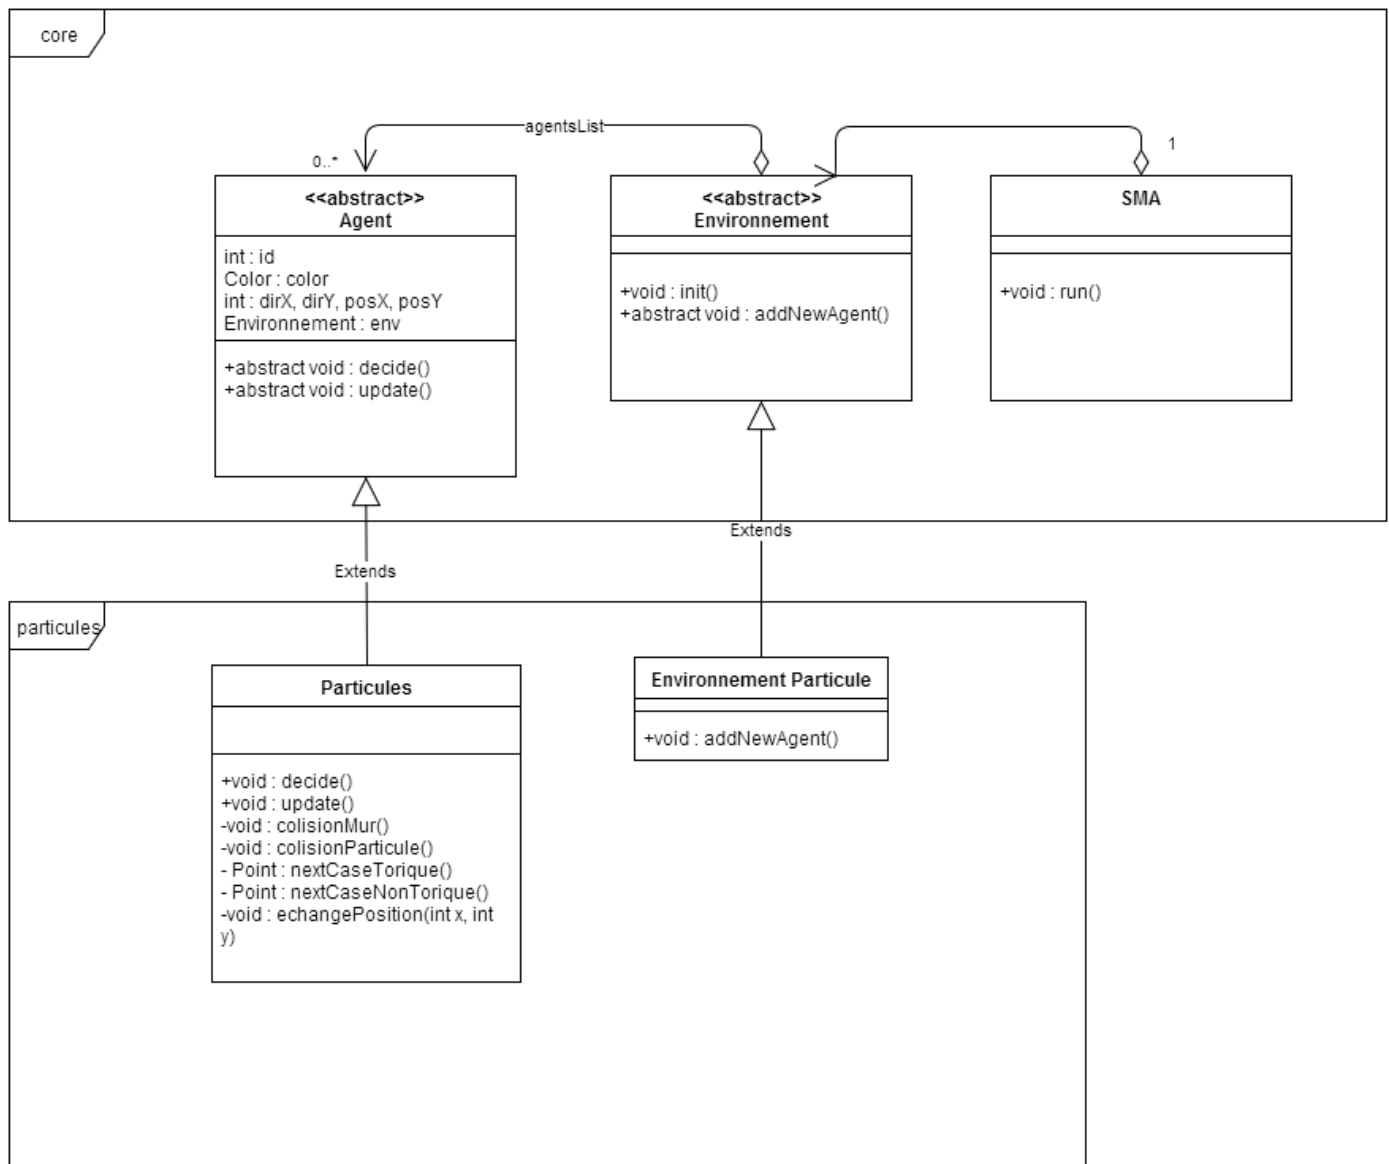 core
agentsList
0..*
1
<<abstract>>
Agent
int : id
Color : color
int : dirX, dirY, posX, posY
Environnement : env
+abstract void : decide()
+abstract void : update()
<<abstract>>
Environnement
+void : init()
+abstract void : addNewAgent()
SMA
+void : run()
Extends
Extends
particules
Particules
+void : decide()
+void : update()
-void : colisionMur()
-void : colisionParticule()
- Point : nextCaseTorique()
- Point : nextCaseNonTorique()
-void : echangePosition(int x, int
y)
Environnement Particule
+void : addNewAgent()